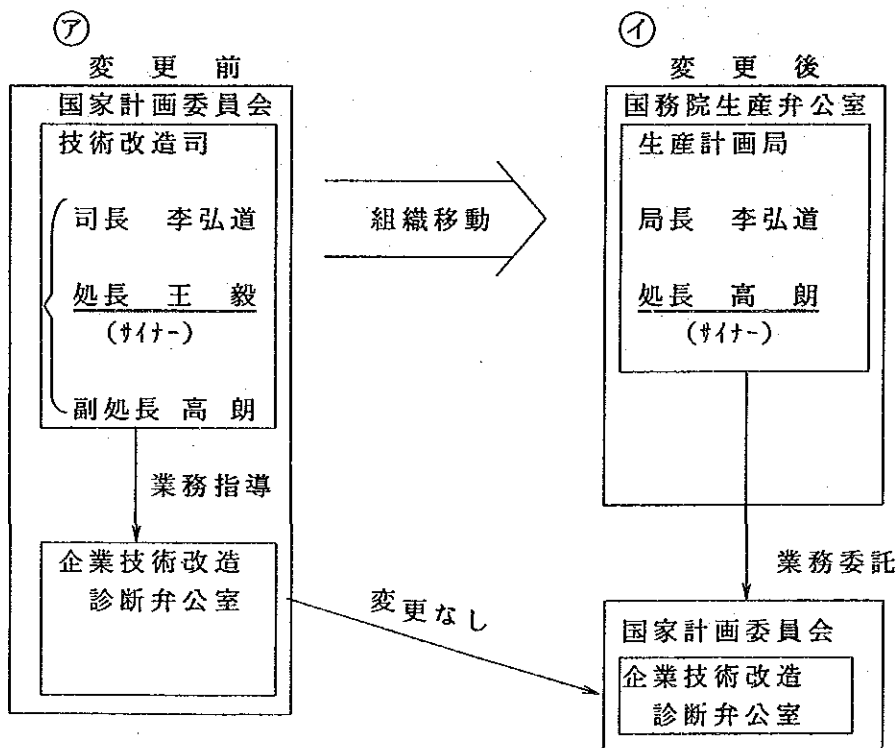 ㋐
変更前
国家計画委員会
技術改造司
司長 李弘道
処長 王毅
(サイナー)
副処長 高朗
業務指導
企業技術改造
診断弁公室
組織移動
変更なし
㋑
変更後
国務院生産弁公室
生産計画局
局長 李弘道
処長 高朗
(サイナー)
業務委託
国家計画委員会
企業技術改造
診断弁公室